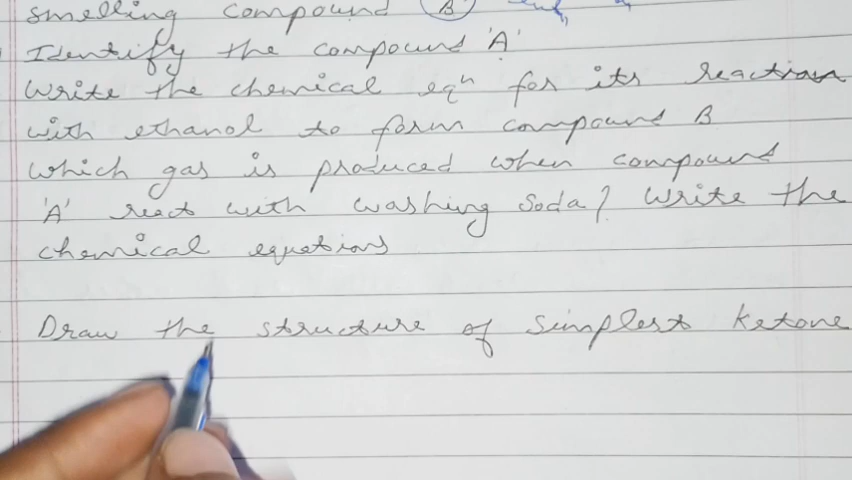 smelling compound B
Identify the compound 'A'
Write the chemical eqn for its reaction
with ethanol to form compound B
Which gas is produced when compound
'A' react with washing soda? Write the
chemical equations
Draw the structure of simplest ketone